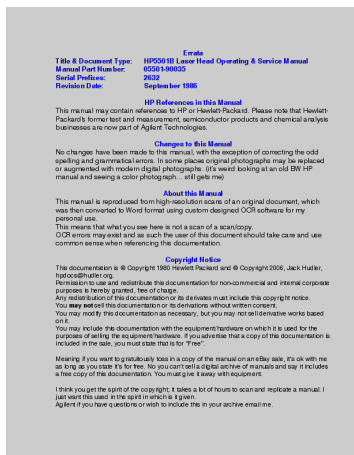 Errata
Title & Document Type: HP5501B Laser Head Operating & Service Manual
Manual Part Number: 05501-90035
Serial Prefixes: 2632
Revision Date: September 1986
HP References in this Manual
This manual may contain references to HP or Hewlett-Packard. Please note that Hewlett-
Packard's former test and measurement, semiconductor products and chemical analysis
businesses are now part of Agilent Technologies.
Changes to this Manual
No changes have been made to this manual, with the exception of correcting the odd
spelling and grammatical errors. In some places original photographs may be replaced
or augmented with modern digital photographs. (it's weird looking at an old BW HP
manual and seeing a color photograph... still gets me)
About this Manual
This manual is reproduced from high-resolution scans of an original document, which
was then converted to Word format using custom designed OCR software for my
personal use.
This means that what you see here is not a scan of a scan/copy.
OCR errors may exist and as such the user of this document should take care and use
common sense when referencing this documentation.
Copyright Notice
This documentation is © Copyright 1980 Hewlett Packard and © Copyright 2006, Jack Hudler,
hpdocs@hudler.org.
Permission to use and redistribute this documentation for non-commercial and internal corporate
purposes is hereby granted, free of charge.
Any redistribution of this documentation or its derivates must include this copyright notice.
You may not sell this documentation or its derivations without written consent.
You may modify this documentation as necessary, but you may not sell derivative works based
on it.
You may include this documentation with the equipment/hardware on which it is used for the
purposes of selling the equipment/hardware. If you advertise that a copy of this documentation is
included in the sale, you must state that is for "Free".
Meaning if you want to gratuitously toss in a copy of the manual on an eBay sale, it's ok with me
as long as you state it's for free. No you can't sell a digital archive of manuals and say it includes
a free copy of this documentation. You must give it away with equipment.
I think you get the spirit of the copyright; it takes a lot of hours to scan and replicate a manual. I
just want this used in the spirit in which it is given.
Agilent if you have questions or wish to include this in your archive email me.